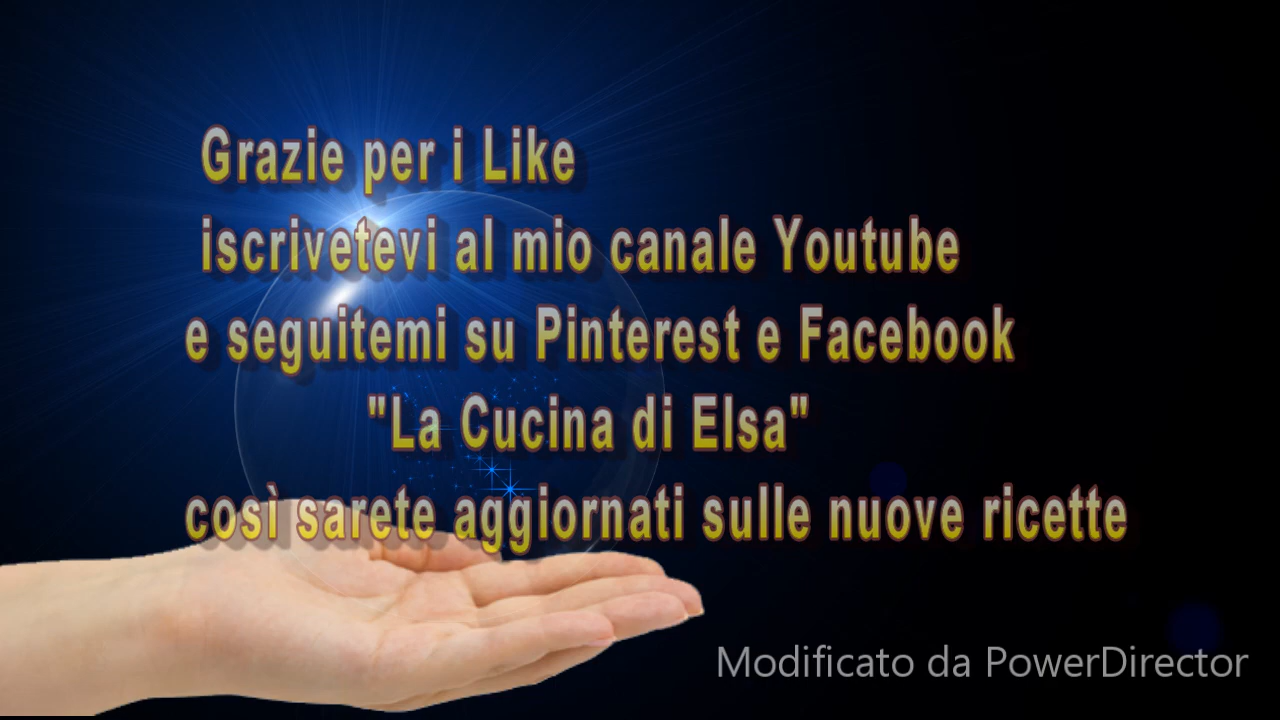 Grazie per i Like
iscrivetevi al mio canale Youtube
e seguitemi su Pinterest e Facebook
"La Cucina di Elsa"
così sarete aggiornati sulle nuove ricette
Modificato da PowerDirector